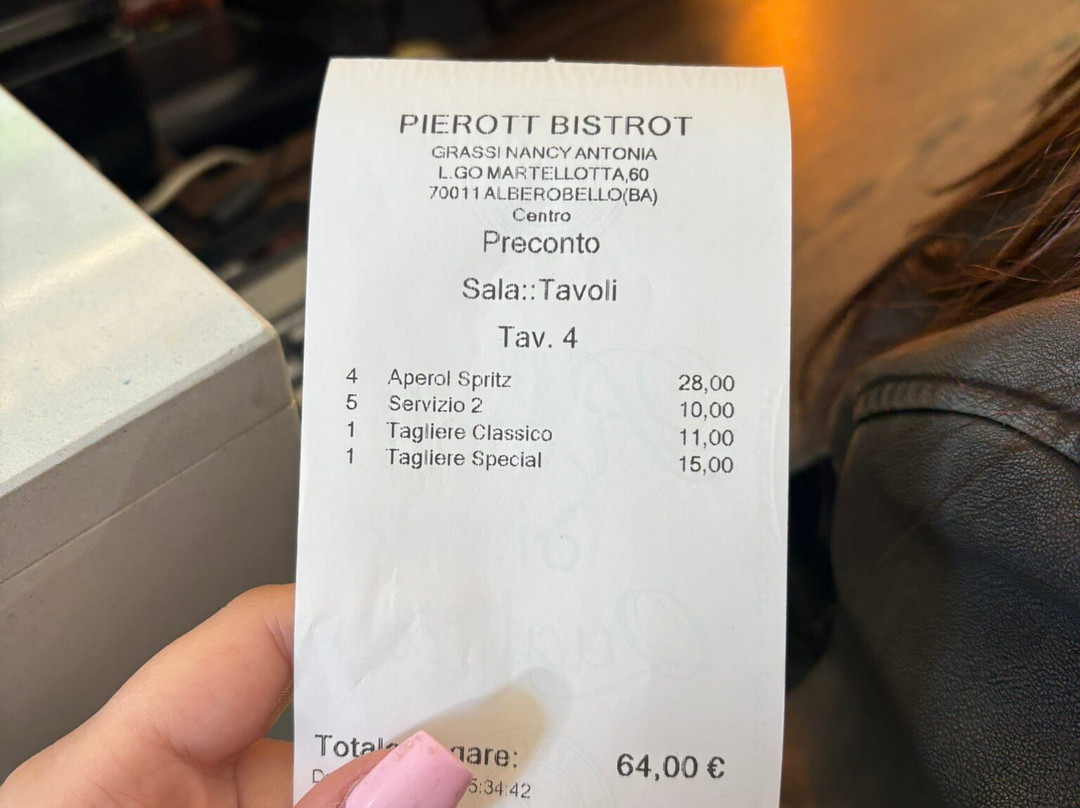 PIEROTT BISTROT
GRASSI NANCY ANTONIA
L.GO MARTELLOTTA,60
70011 ALBEROBELLO(BA)
Centro
Preconto
Sala::Tavoli
Tav. 4
4 Aperol Spritz 28,00
5 Servizio 2 10,00
1 Tagliere Classico 11,00
1 Tagliere Special 15,00
64,00 €